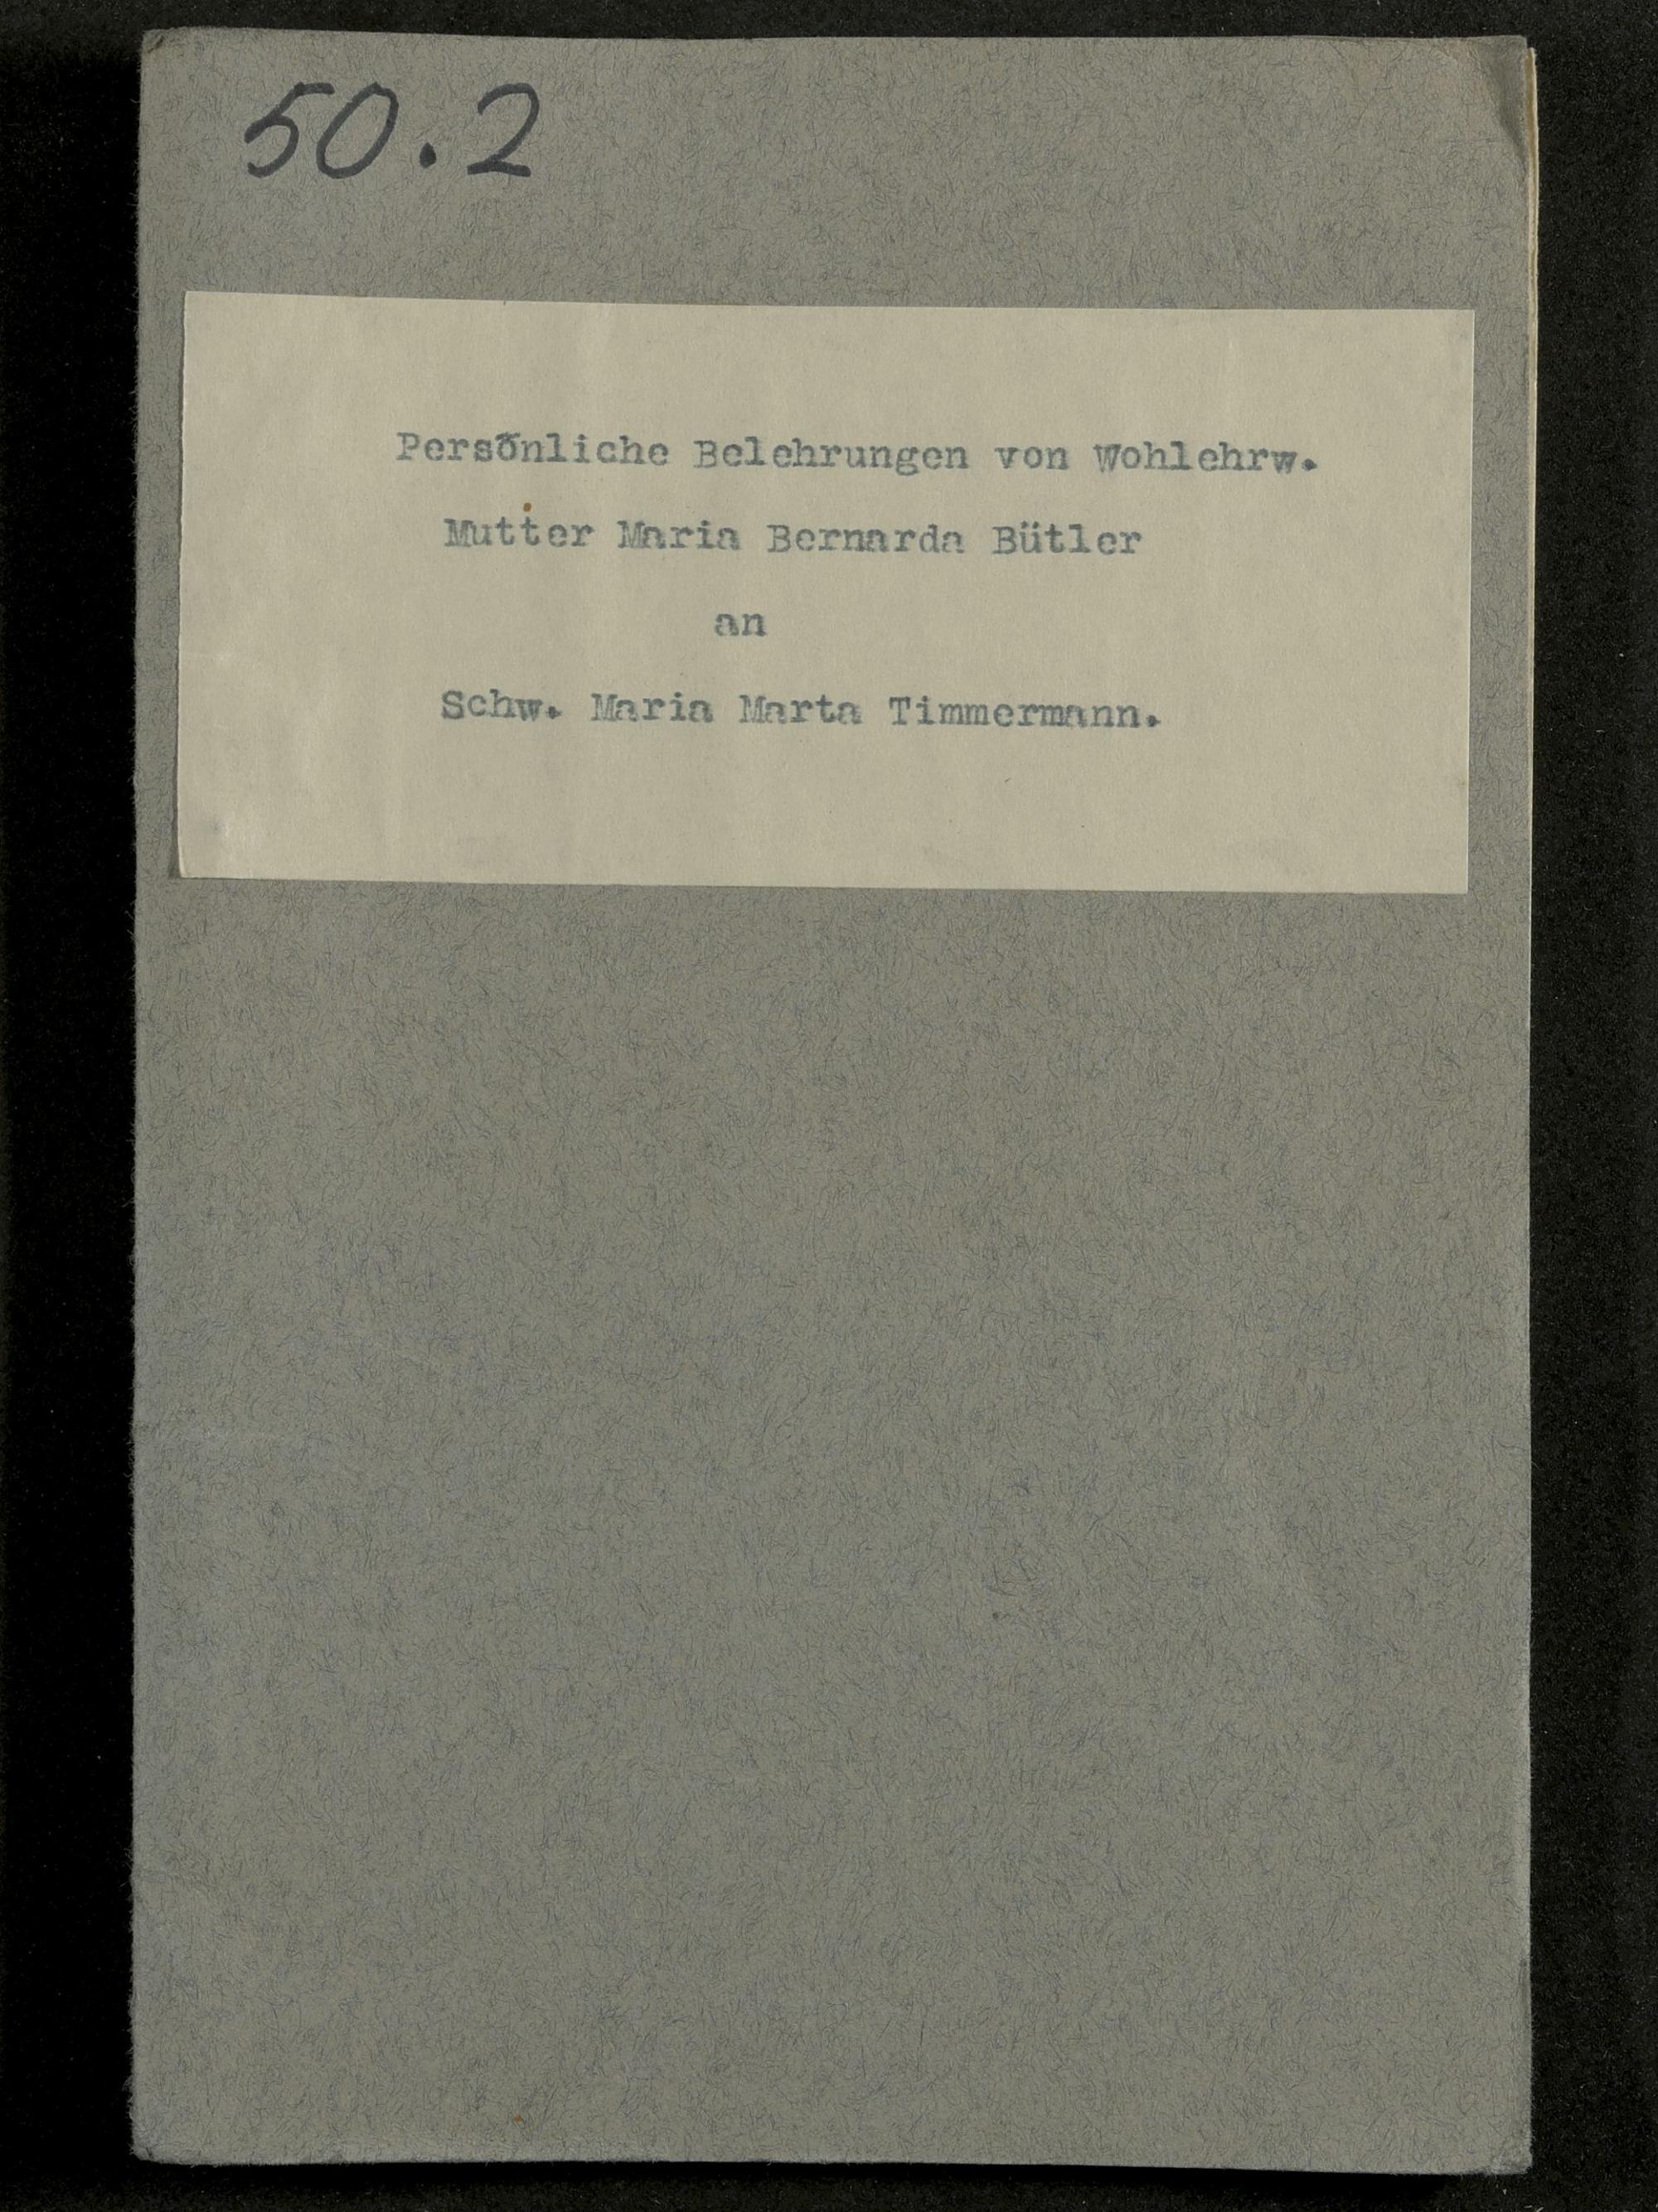 50.2
Persönliche Belehrungen von Wohlehrw.
Mutter Maria Bernarda Bütler
an
Schw. Maria Marta Timmermann.